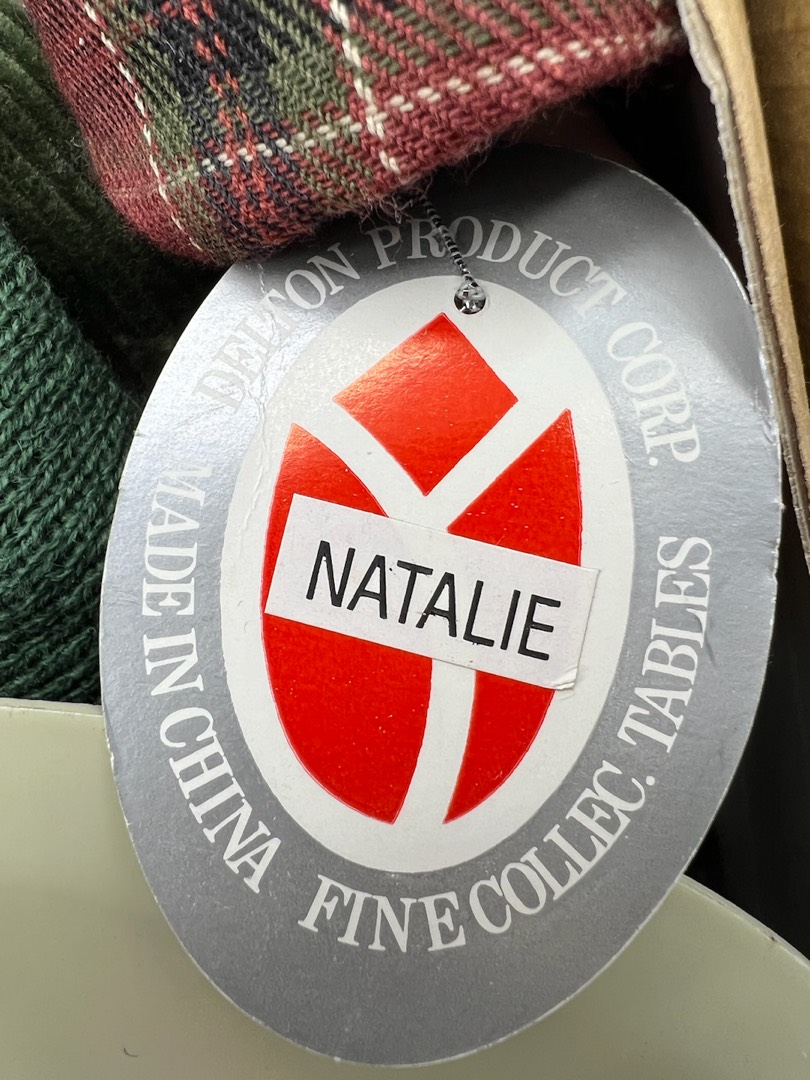 DELTON PRODUCT CORP.
NATALIE
MADE IN CHINA
FINE COLLEC. TABLES